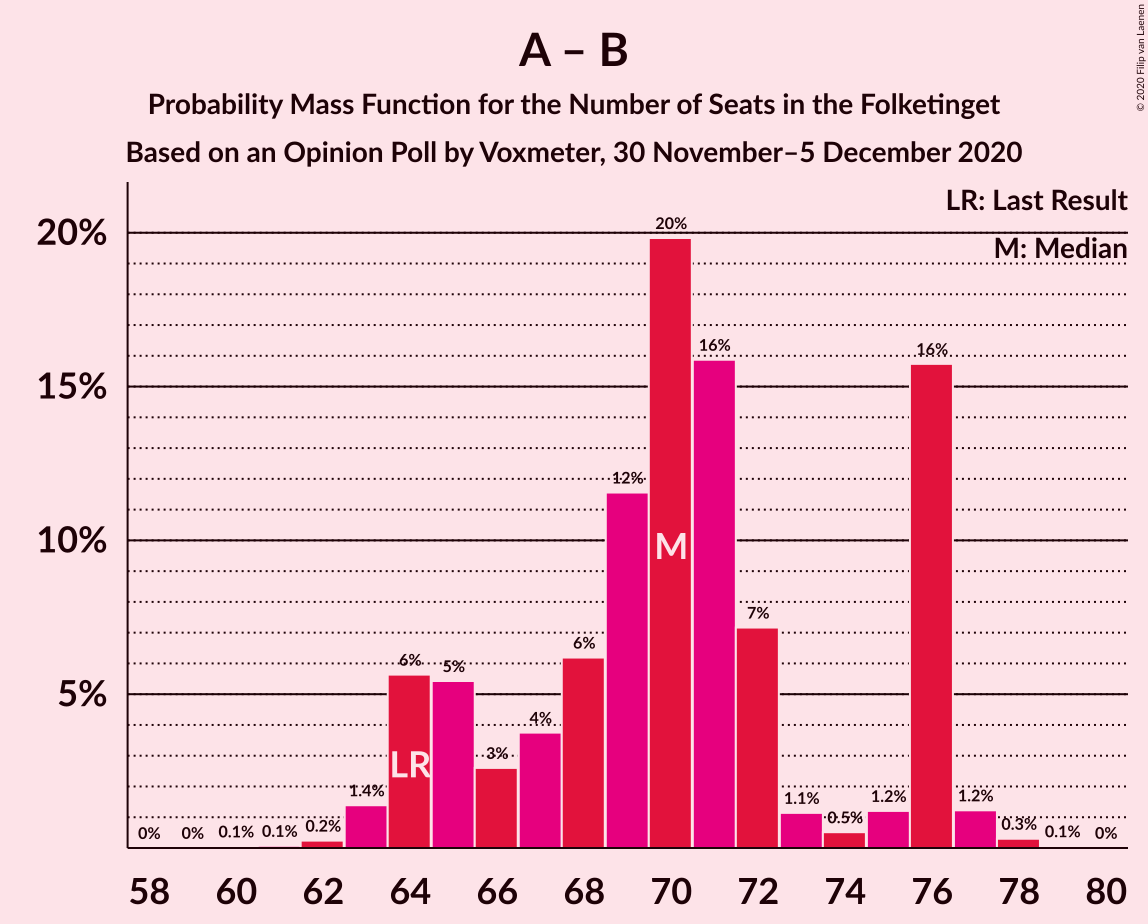 © 2020 Filip van Laenen
A – B
Probability Mass Function for the Number of Seats in the Folketinget
Based on an Opinion Poll by Voxmeter, 30 November–5 December 2020
LR: Last Result
M: Median
20%
15%
10%
5%
0% 0% 0.1% 0.1% 0.2% 1.4% 6% 5% 3% 4% 6% 12% 20% 16% 7% 1.1% 0.5% 1.2% 16% 1.2% 0.3% 0.1% 0%
LR
M
58 60 62 64 66 68 70 72 74 76 78 80